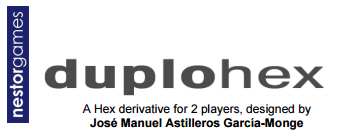 nestorgames
duplohex
A Hex derivative for 2 players, designed by
José Manuel Astilleros García-Monge